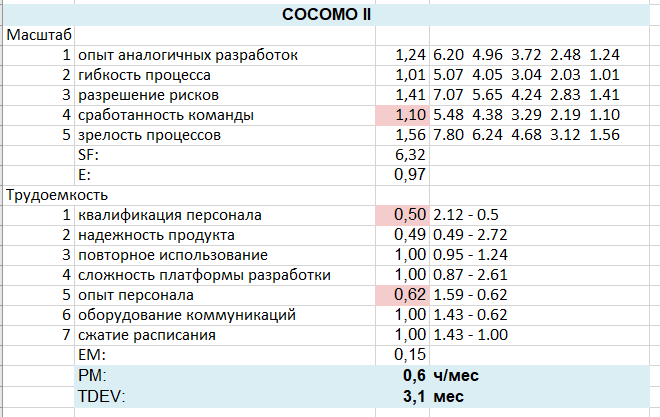 COCOMO II
Масштаб
1 опыт аналогичных разработок 1,24 6.20 4.96 3.72 2.48 1.24
2 гибкость процесса 1,01 5.07 4.05 3.04 2.03 1.01
3 разрешение рисков 1,41 7.07 5.65 4.24 2.83 1.41
4 сработанность команды 1,10 5.48 4.38 3.29 2.19 1.10
5 зрелость процессов 1,56 7.80 6.24 4.68 3.12 1.56
SF: 6,32
E: 0,97
Трудоемкость
1 квалификация персонала 0,50 2.12 - 0.5
2 надежность продукта 0,49 0.49 - 2.72
3 повторное использование 1,00 0.95 - 1.24
4 сложность платформы разработки 1,00 0.87 - 2.61
5 опыт персонала 0,62 1.59 - 0.62
6 оборудование коммуникаций 1,00 1.43 - 0.62
7 сжатие расписания 1,00 1.43 - 1.00
EM: 0,15
PM: 0,6 ч/мес
TDEV: 3,1 мес